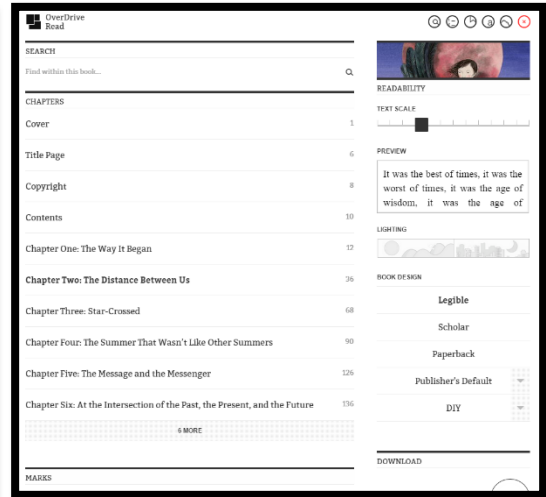 OverDrive
Read
SEARCH
Find within this book...
CHAPTERS
Cover 1
Title Page 6
Copyright 8
Contents 10
Chapter One: The Way It Began 12
Chapter Two: The Distance Between Us 36
Chapter Three: Star-Crossed 68
Chapter Four: The Summer That Wasn't Like Other Summers 90
Chapter Five: The Message and the Messenger 126
Chapter Six: At the Intersection of the Past, the Present, and the Future 136
6 MORE
MARKS
READABILITY
TEXT SCALE
PREVIEW
It was the best of times, it was the
worst of times, it was the age of
wisdom, it was the age of
LIGHTING
BOOK DESIGN
Legible
Scholar
Paperback
Publisher's Default
DIY
DOWNLOAD